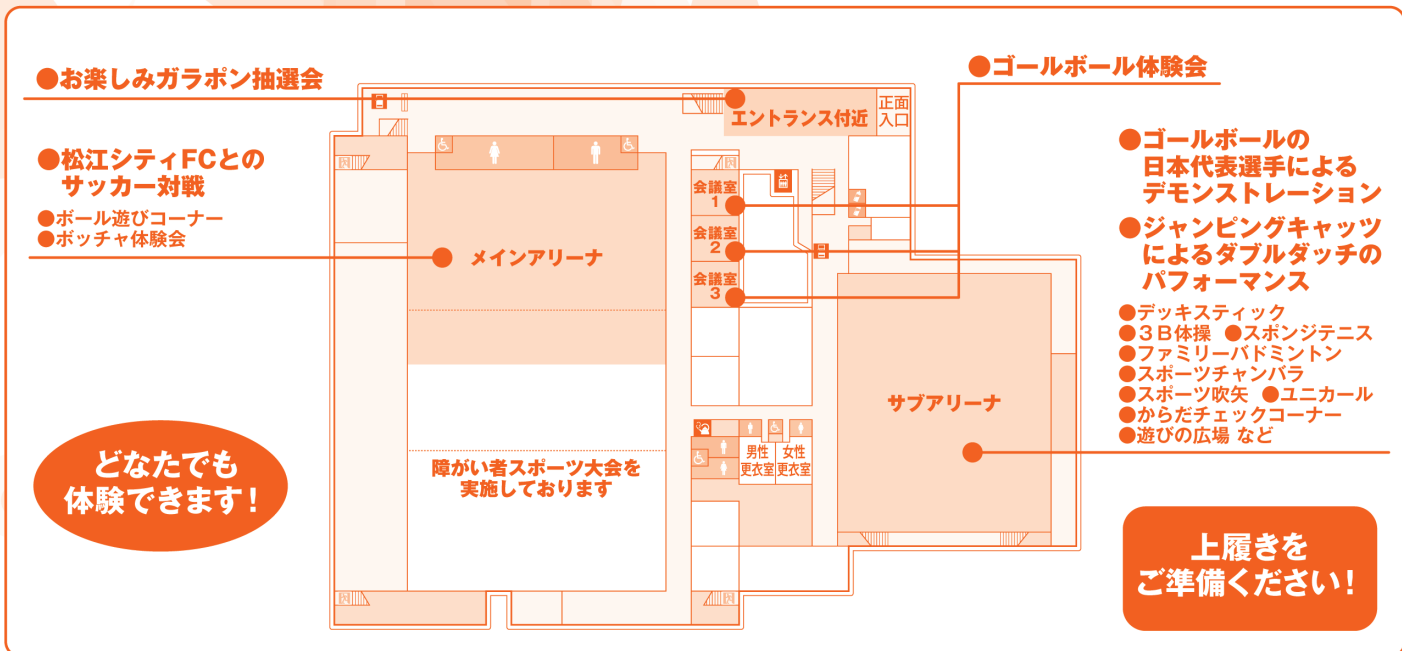 ●お楽しみガラポン抽選会
●松江シティFCとの
サッカー対戦
●ボール遊びコーナー
●ボッチャ体験会
どなたでも
体験できます!
エントランス付近
正面
入口
会議室
1
会議室
2
会議室
3
メインアリーナ
障がい者スポーツ大会を
実施しております
男性
更衣室
女性
更衣室
サブアリーナ
●ゴールボール体験会
●ゴールボールの
日本代表選手による
デモンストレーション
●ジャンピングキャッツ
によるダブルダッチの
パフォーマンス
●デッキスティック
●3B体操 ●スポンジテニス
●ファミリーバドミントン
●スポーツチャンバラ
●スポーツ吹矢 ●ユニカール
●からだチェックコーナー
●遊びの広場 など
上履きを
ご準備ください!